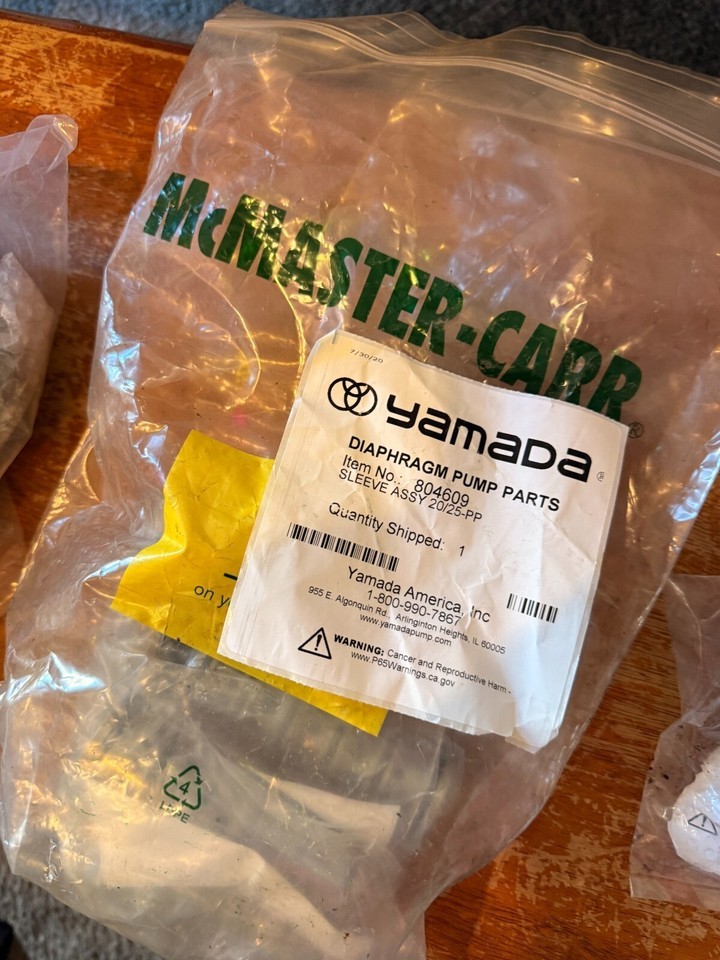 McMASTER-CARR®
7/30/20
yamada®
DIAPHRAGM PUMP PARTS
Item No.: 804609
SLEEVE ASSY 20/25-PP
Quantity Shipped: 1
Yamada America, Inc
1-800-990-7867
955 E. Algonquin Rd., Arlinginton Heights, IL 60005
www.yamadapump.com
WARNING: Cancer and Reproductive Harm -
www.P65Warnings.ca.gov
on y
4
LDPE